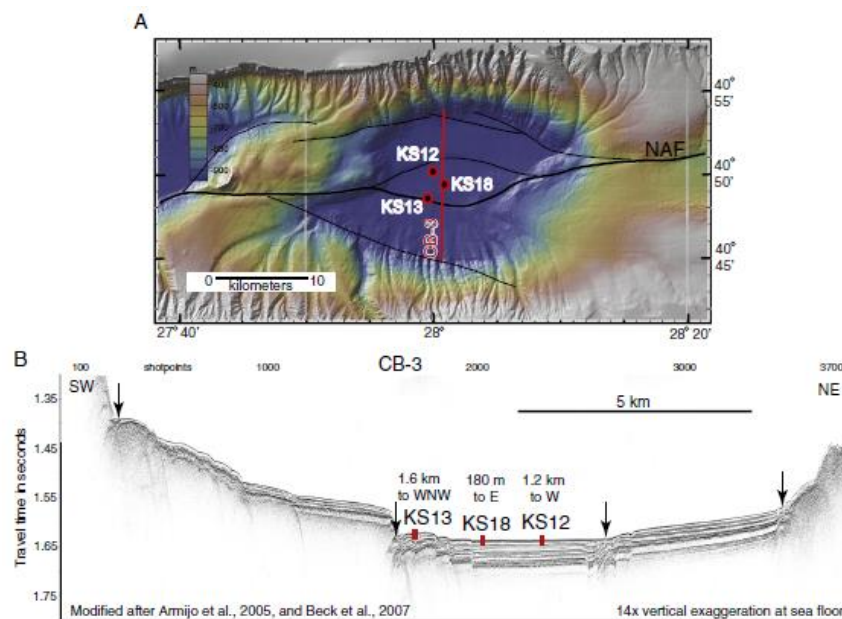 A
40°
55'
NAF
KS12
40°
50'
KS18
KS13
CB-3
40°
45'
0 10
kilometers
27° 40' 28° 28° 20'
B
CB-3
100 shotpoints 1000 2000 3000 3700
SW NE
1.35
5 km
1.45
1.6 km 180 m 1.2 km
to WNW to E to W
1.55
KS13 KS18 KS12
1.65
1.75
Travel time in seconds
Modified after Armijo et al., 2005, and Beck et al., 2007 14x vertical exaggeration at sea floor